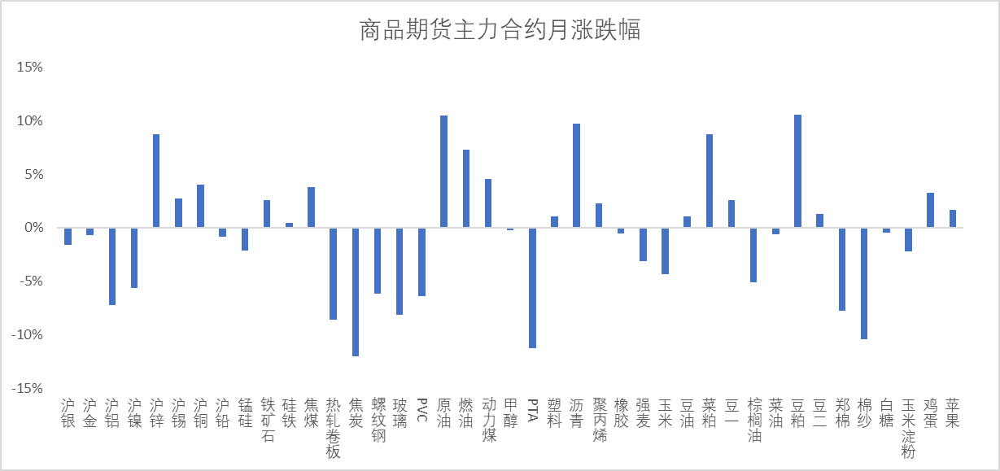 商品期货主力合约月涨跌幅
15%
10%
5%
0%
-5%
-10%
-15%
沪银
沪金
沪铝
沪镍
沪锌
沪锡
沪铜
沪铅
锰硅
铁矿石
硅铁
焦煤
热轧卷板
焦炭
螺纹钢
玻璃
PVC
原油
燃油
动力煤
甲醇
PTA
塑料
沥青
聚丙烯
橡胶
强麦
玉米
豆油
菜粕
豆一
棕榈油
菜油
豆粕
豆二
郑棉
棉纱
白糖
玉米淀粉
鸡蛋
苹果